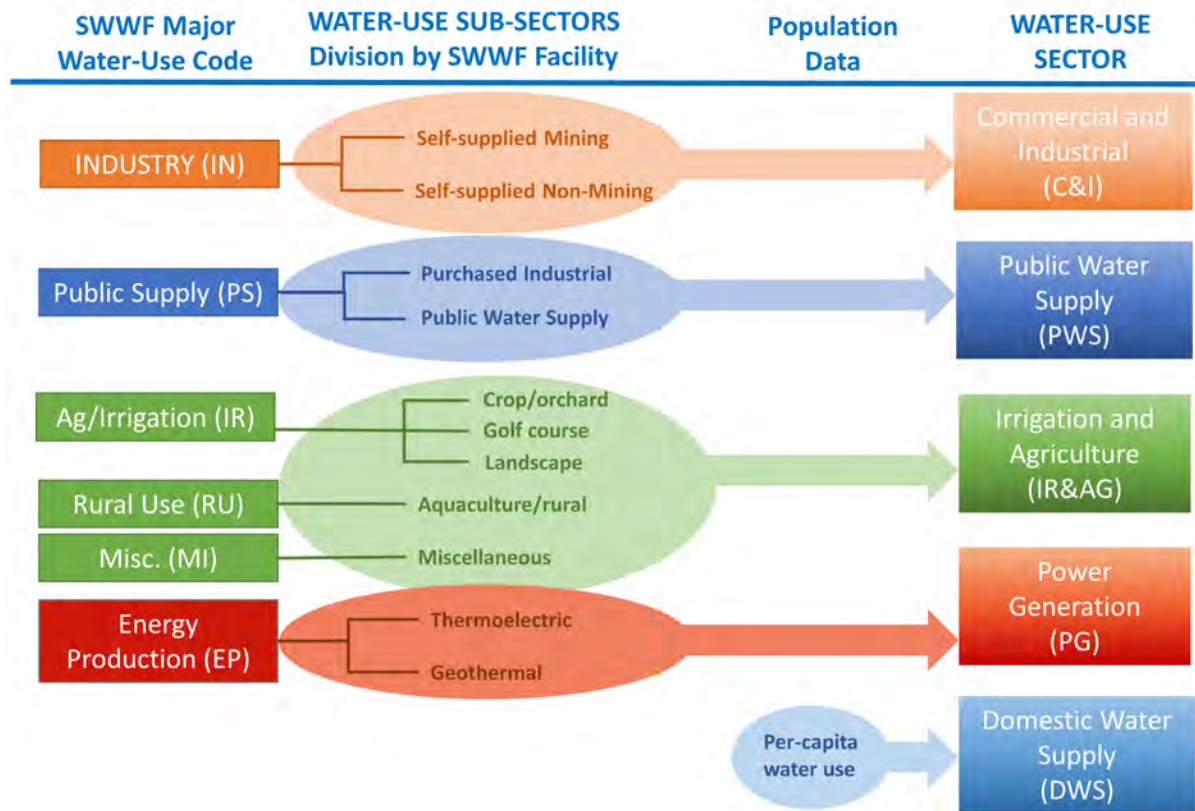 SWWF Major
Water-Use Code
WATER-USE SUB-SECTORS
Division by SWWF Facility
Population
Data
WATER-USE
SECTOR
INDUSTRY (IN)
Self-supplied Mining
Self-supplied Non-Mining
Commercial and
Industrial
(C&I)
Public Supply (PS)
Purchased Industrial
Public Water Supply
Public Water
Supply
(PWS)
Ag/Irrigation (IR)
Crop/orchard
Golf course
Landscape
Irrigation and
Agriculture
(IR&AG)
Rural Use (RU)
Aquaculture/rural
Misc. (MI)
Miscellaneous
Energy
Production (EP)
Thermoelectric
Geothermal
Power
Generation
(PG)
Per-capita
water use
Domestic Water
Supply
(DWS)